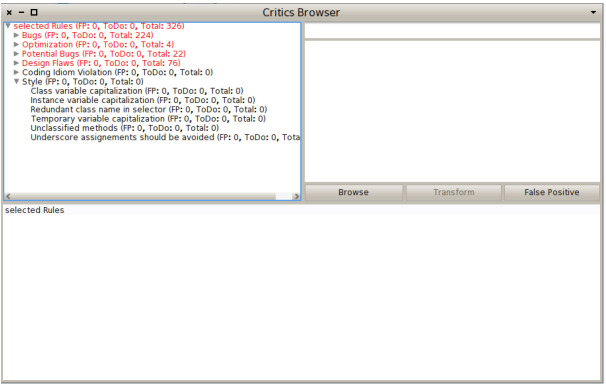 Critics Browser
selected Rules (FP: 0, ToDo: 0, Total: 326)
Bugs (FP: 0, ToDo: 0, Total: 224)
Optimization (FP: 0, ToDo: 0, Total: 4)
Potential Bugs (FP: 0, ToDo: 0, Total: 22)
Design Flaws (FP: 0, ToDo: 0, Total: 76)
Coding Idiom Violation (FP: 0, ToDo: 0, Total: 0)
Style (FP: 0, ToDo: 0, Total: 0)
Class variable capitalization (FP: 0, ToDo: 0, Total: 0)
Instance variable capitalization (FP: 0, ToDo: 0, Total: 0)
Redundant class name in selector (FP: 0, ToDo: 0, Total: 0)
Temporary variable capitalization (FP: 0, ToDo: 0, Total: 0)
Unclassified methods (FP: 0, ToDo: 0, Total: 0)
Underscore assignements should be avoided (FP: 0, ToDo: 0, Tota
Browse Transform False Positive
selected Rules